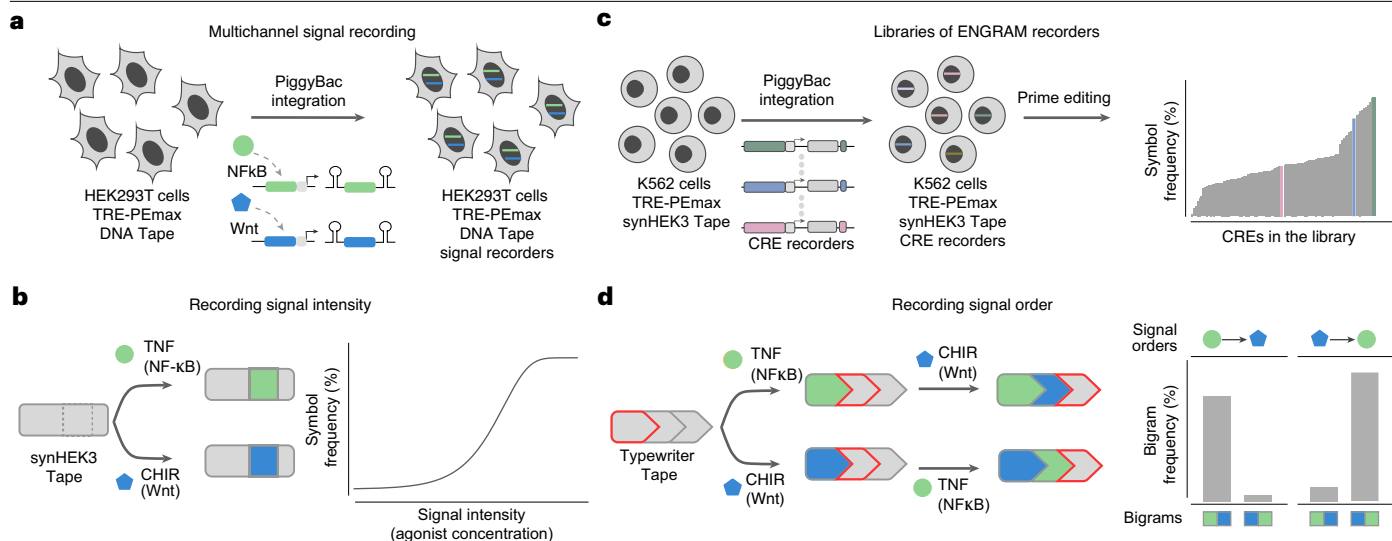 a
Multichannel signal recording
PiggyBac
integration
NFkB
Wnt
HEK293T cells
TRE-PEmax
DNA Tape
HEK293T cells
TRE-PEmax
DNA Tape
signal recorders
c
Libraries of ENGRAM recorders
PiggyBac
integration
Prime editing
K562 cells
TRE-PEmax
synHEK3 Tape
CRE recorders
K562 cells
TRE-PEmax
synHEK3 Tape
CRE recorders
Symbol
frequency (%)
CREs in the library
b
Recording signal intensity
TNF
(NF-κB)
synHEK3
Tape
CHIR
(Wnt)
Symbol
frequency (%)
Signal intensity
(agonist concentration)
d
Recording signal order
TNF
(NFκB)
CHIR
(Wnt)
Typewriter
Tape
CHIR
(Wnt)
TNF
(NFκB)
Signal
orders
Bigram
frequency (%)
Bigrams